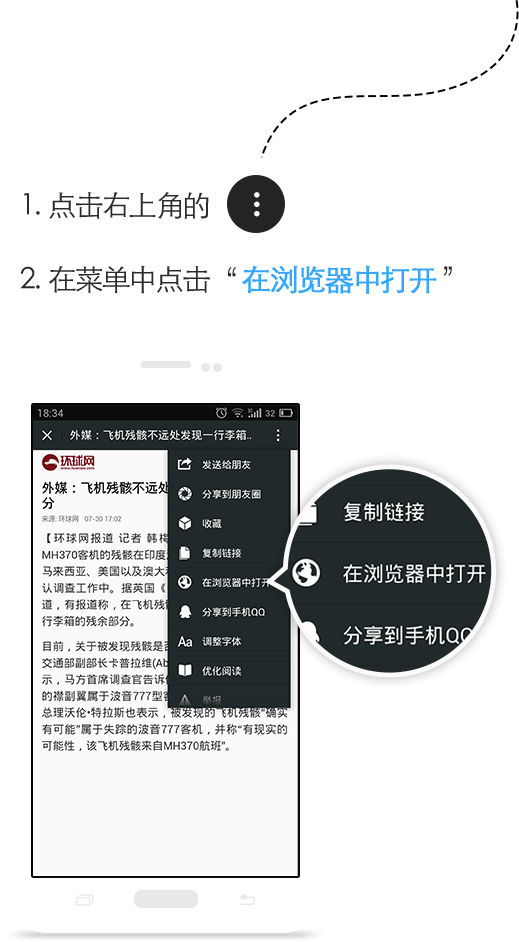 1. 点击右上角的
2. 在菜单中点击“在浏览器中打开”
18:34
32
外媒：飞机残骸不远处发现一行李箱..
环球网
www.huanqiu.com
外媒：飞机残骸不远处
分
来源: 环球网 07-30 17:02
【环球网报道 记者 韩梅
MH370客机的残骸在印度
马来西亚、美国以及澳大
认调查工作中。据英国《
道，有报道称，在飞机残
行李箱的残余部分。
目前，关于被发现残骸是
交通部副部长卡普拉维(Ab
示，马方首席调查官告诉
的襟副翼属于波音777型客
总理沃伦·特拉斯也表示，被发现的飞机残骸“确实
有可能”属于失踪的波音777客机，并称“有现实的
可能性，该飞机残骸来自MH370航班”。
发送给朋友
分享到朋友圈
收藏
复制链接
在浏览器中打开
分享到手机QQ
Aa 调整字体
优化阅读
举报
复制链接
在浏览器中打开
分享到手机QQ